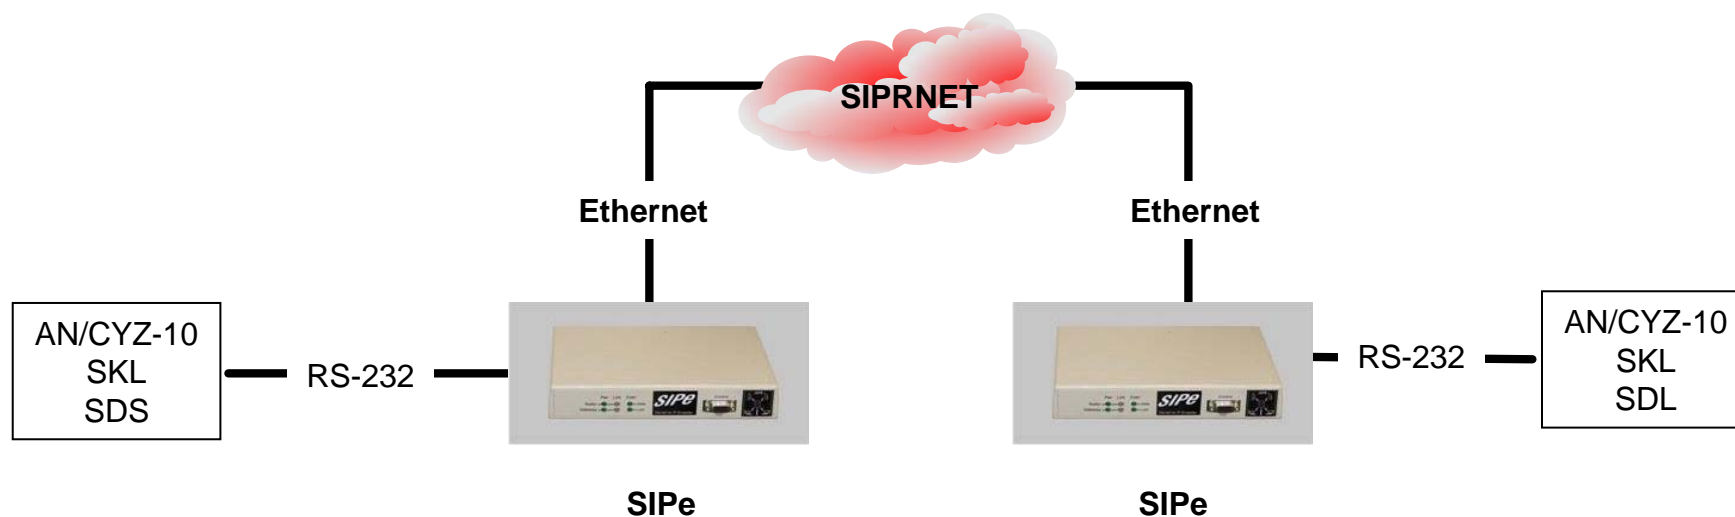 SIPRNET
Ethernet
Ethernet
AN/CYZ-10
SKL
SDS
RS-232
SIPe
SIPe
RS-232
AN/CYZ-10
SKL
SDL
SIPe
SIPe